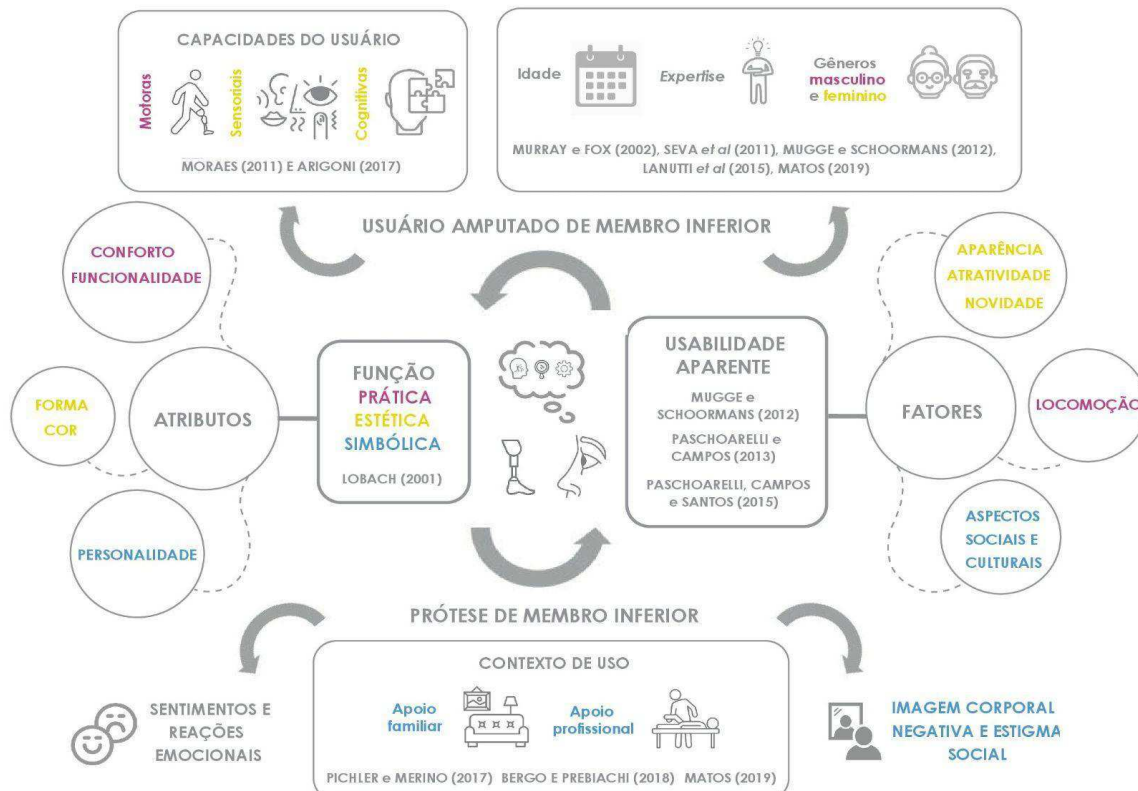 CAPACIDADES DO USUÁRIO
Motoras
Sensoriais
Cognitivas
MORAES (2011) E ARIGONI (2017)
Idade
Expertise
Gêneros
masculino
e feminino
MURRAY e FOX (2002), SEVA et al (2011), MUGGE e SCHOORMANS (2012),
LANUTTI et al (2015), MATOS (2019)
USUÁRIO AMPUTADO DE MEMBRO INFERIOR
CONFORTO
FUNCIONALIDADE
FORMA
COR
ATRIBUTOS
PERSONALIDADE
FUNÇÃO
PRÁTICA
ESTÉTICA
SIMBÓLICA
LOBACH (2001)
USABILIDADE
APARENTE
MUGGE e
SCHOORMANS (2012)
PASCHOARELLI e
CAMPOS (2013)
PASCHOARELLI, CAMPOS
e SANTOS (2015)
APARÊNCIA
ATRATIVIDADE
NOVIDADE
FATORES
LOCOMOÇÃO
ASPECTOS
SOCIAIS E
CULTURAIS
PRÓTESE DE MEMBRO INFERIOR
SENTIMENTOS E
REAÇÕES
EMOCIONAIS
CONTEXTO DE USO
Apoio
familiar
Apoio
profissional
PICHLER e MERINO (2017) BERGO E PREBIACHI (2018) MATOS (2019)
IMAGEM CORPORAL
NEGATIVA E ESTIGMA
SOCIAL